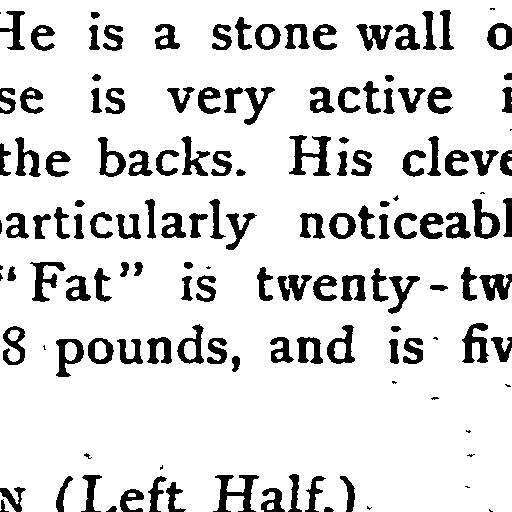 He is a stone wall o
se is very active i
the backs. His cleve
particularly noticeabl
"Fat" is twenty-tw
8 pounds, and is fiv
N (Left Half.)